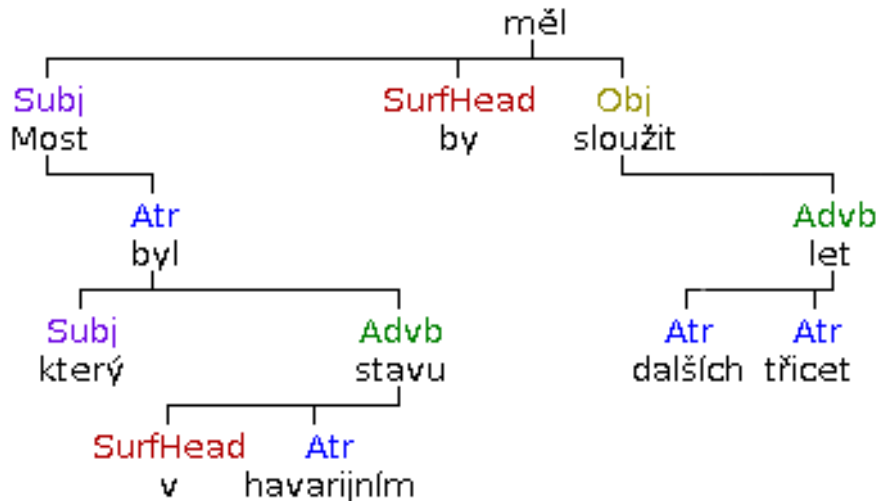 měl
Subj SurfHead Obj
Most by sloužit
Atr Advb
byl let
Subj Advb Atr Atr
který stavu dalších třicet
SurfHead Atr
v havarijním